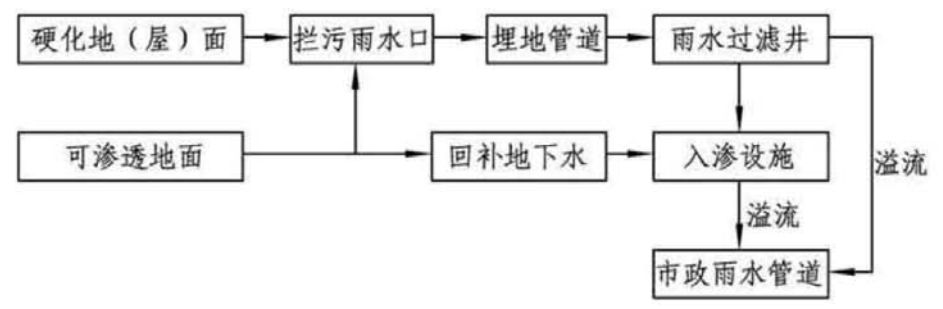 硬化地（屋）面
拦污雨水口
埋地管道
雨水过滤井
可渗透地面
回补地下水
入渗设施
溢流
溢流
市政雨水管道